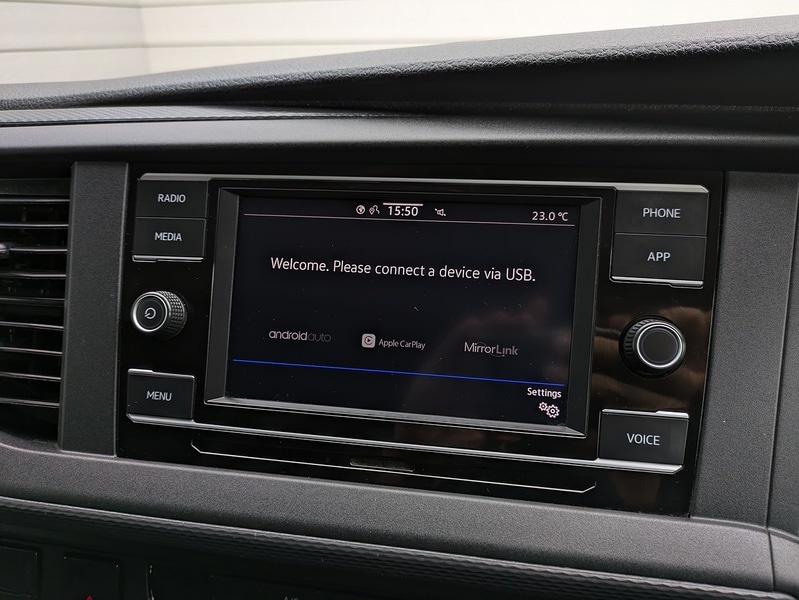 RADIO
MEDIA
MENU
15:50
23.0 °C
Welcome. Please connect a device via USB.
androidauto
Apple CarPlay
MirrorLink
Settings
PHONE
APP
VOICE